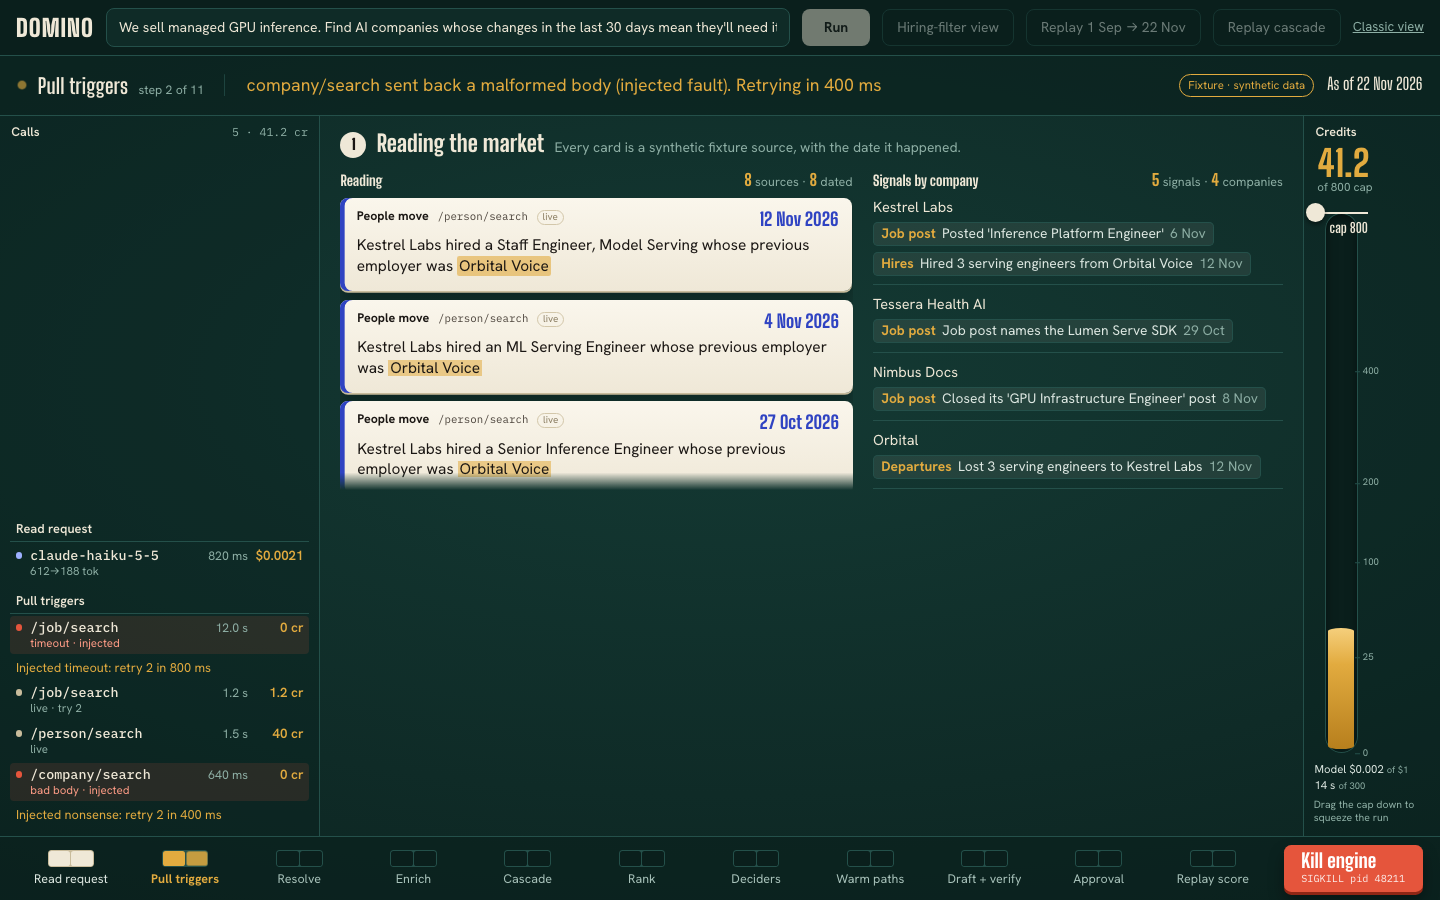 DOMINO
We sell managed GPU inference. Find AI companies whose changes in the last 30 days mean they'll need it
Run
Hiring-filter view
Replay 1 Sep → 22 Nov
Replay cascade
Classic view
Pull triggers step 2 of 11
company/search sent back a malformed body (injected fault). Retrying in 400 ms
Fixture · synthetic data
As of 22 Nov 2026
Calls 5 · 41.2 cr
Read request
claude-haiku-5-5 820 ms $0.0021
612→188 tok
Pull triggers
/job/search 12.0 s 0 cr
timeout · injected
Injected timeout: retry 2 in 800 ms
/job/search 1.2 s 1.2 cr
live · try 2
/person/search 1.5 s 40 cr
live
/company/search 640 ms 0 cr
bad body · injected
Injected nonsense: retry 2 in 400 ms
1 Reading the market Every card is a synthetic fixture source, with the date it happened.
Reading 8 sources · 8 dated
People move /person/search live 12 Nov 2026
Kestrel Labs hired a Staff Engineer, Model Serving whose previous
employer was Orbital Voice
People move /person/search live 4 Nov 2026
Kestrel Labs hired an ML Serving Engineer whose previous employer
was Orbital Voice
People move /person/search live 27 Oct 2026
Kestrel Labs hired a Senior Inference Engineer whose previous
employer was Orbital Voice
Signals by company 5 signals · 4 companies
Kestrel Labs
Job post Posted 'Inference Platform Engineer' 6 Nov
Hires Hired 3 serving engineers from Orbital Voice 12 Nov
Tessera Health AI
Job post Job post names the Lumen Serve SDK 29 Oct
Nimbus Docs
Job post Closed its 'GPU Infrastructure Engineer' post 8 Nov
Orbital
Departures Lost 3 serving engineers to Kestrel Labs 12 Nov
Credits
41.2
of 800 cap
cap 800
400
200
100
25
0
Model $0.002 of $1
14 s of 300
Drag the cap down to
squeeze the run
Read request
Pull triggers
Resolve
Enrich
Cascade
Rank
Deciders
Warm paths
Draft + verify
Approval
Replay score
Kill engine
SIGKILL pid 48211